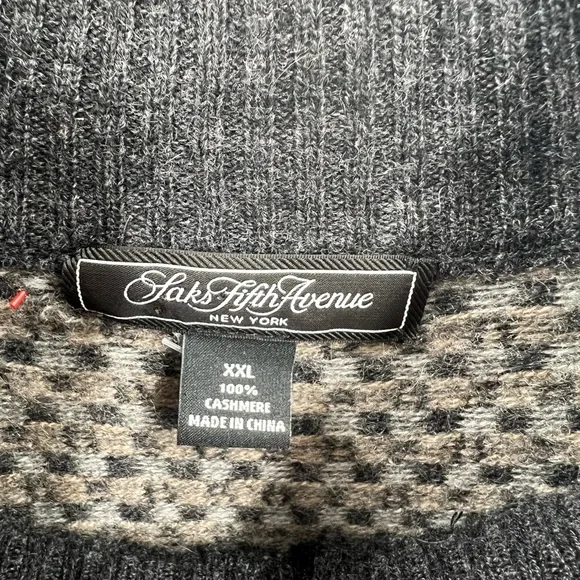 Saks Fifth Avenue
NEW YORK
XXL
100%
CASHMERE
MADE IN CHINA